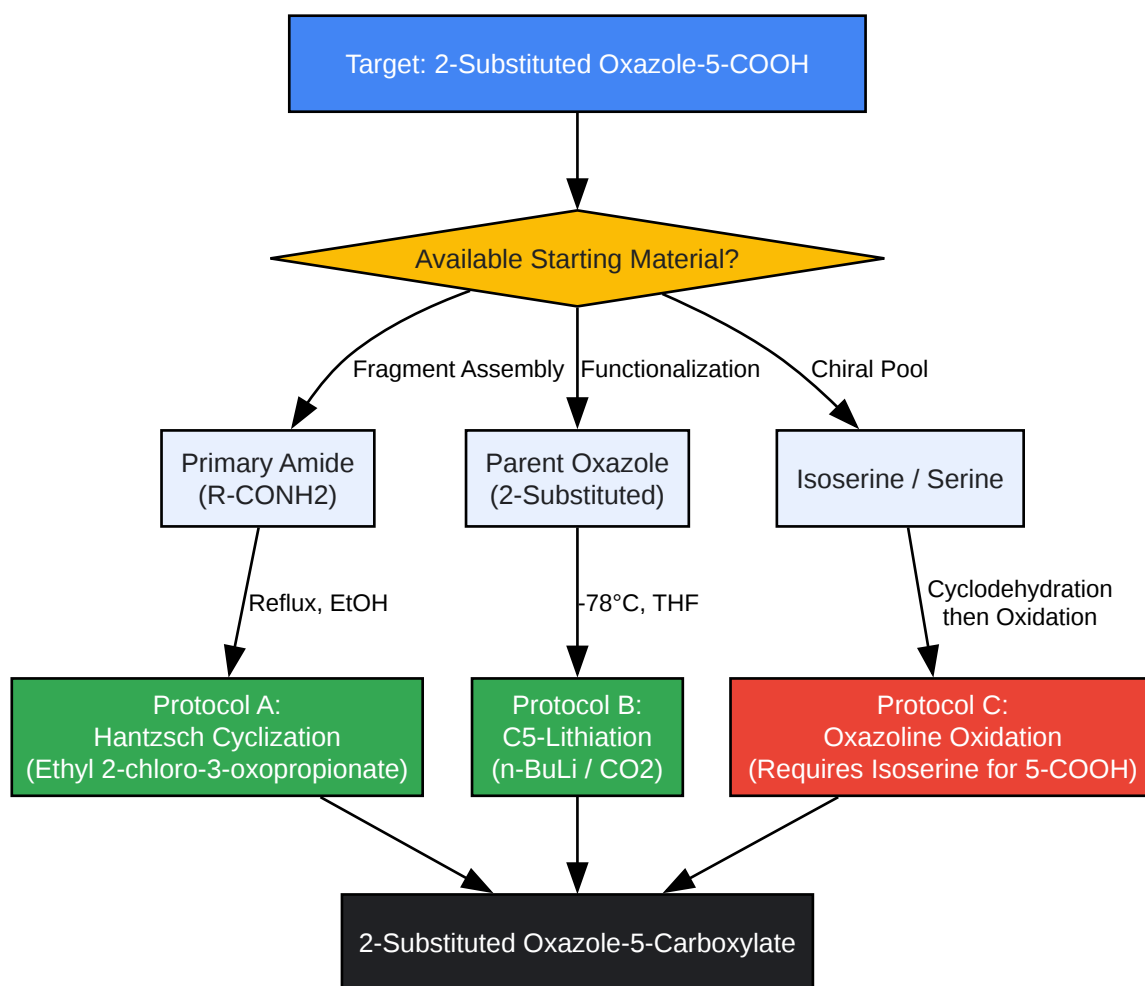 Target: 2-Substituted Oxazole-5-COOH
Available Starting Material?
Fragment Assembly
Functionalization
Chiral Pool
Primary Amide
(R-CONH2)
Parent Oxazole
(2-Substituted)
Isoserine / Serine
Reflux, EtOH
-78°C, THF
Cyclodehydration
then Oxidation
Protocol A:
Hantzsch Cyclization
(Ethyl 2-chloro-3-oxopropionate)
Protocol B:
C5-Lithiation
(n-BuLi / CO2)
Protocol C:
Oxazoline Oxidation
(Requires Isoserine for 5-COOH)
2-Substituted Oxazole-5-Carboxylate